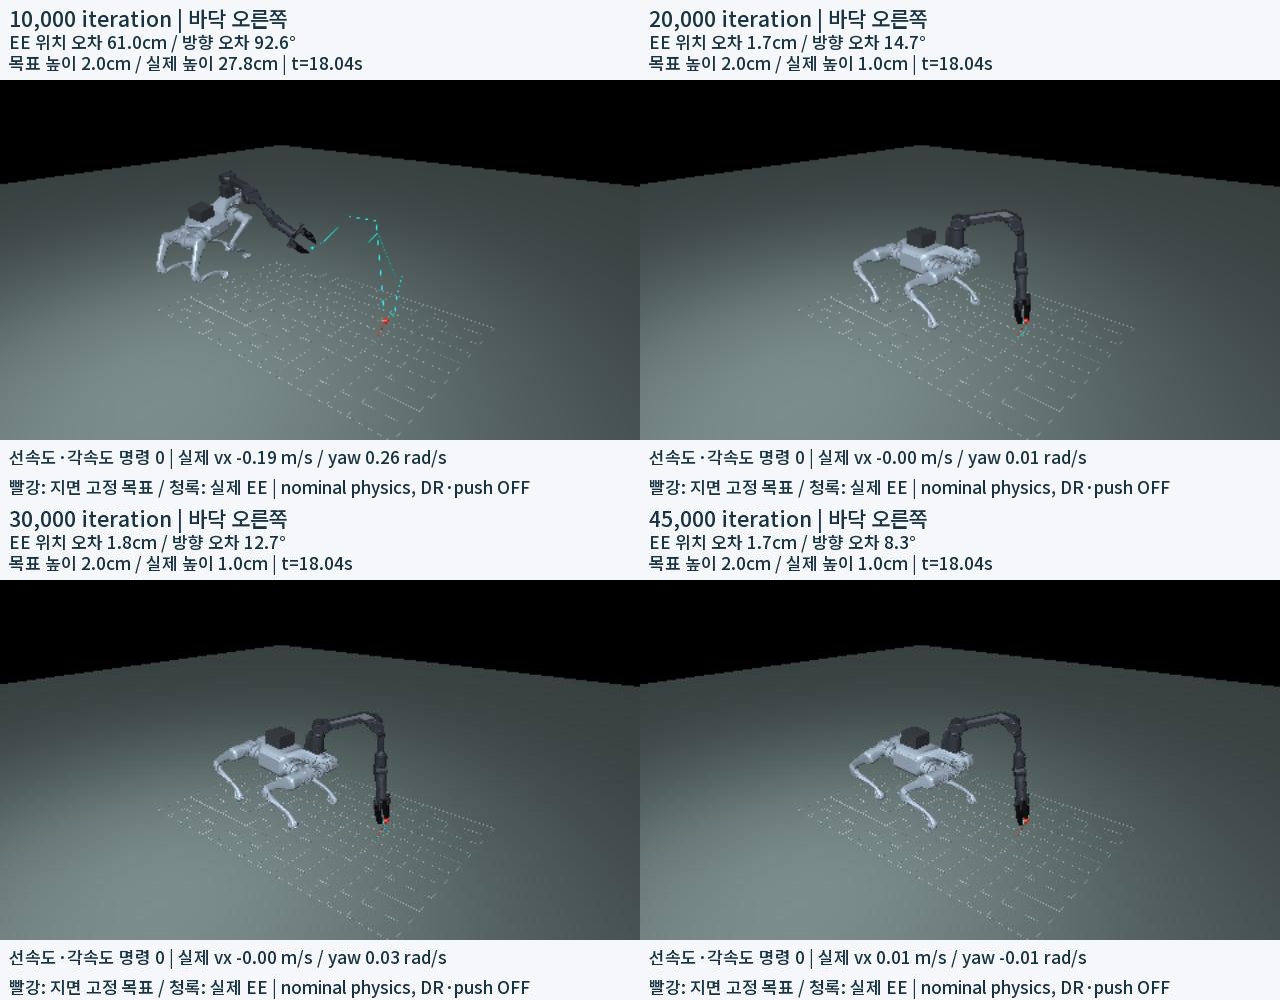 10,000 iteration | 바닥 오른쪽
EE 위치 오차 61.0cm / 방향 오차 92.6°
목표 높이 2.0cm / 실제 높이 27.8cm | t=18.04s
선속도·각속도 명령 0 | 실제 vx -0.19 m/s / yaw 0.26 rad/s
빨강: 지면 고정 목표 / 청록: 실제 EE | nominal physics, DR·push OFF
20,000 iteration | 바닥 오른쪽
EE 위치 오차 1.7cm / 방향 오차 14.7°
목표 높이 2.0cm / 실제 높이 1.0cm | t=18.04s
선속도·각속도 명령 0 | 실제 vx -0.00 m/s / yaw 0.01 rad/s
빨강: 지면 고정 목표 / 청록: 실제 EE | nominal physics, DR·push OFF
30,000 iteration | 바닥 오른쪽
EE 위치 오차 1.8cm / 방향 오차 12.7°
목표 높이 2.0cm / 실제 높이 1.0cm | t=18.04s
선속도·각속도 명령 0 | 실제 vx -0.00 m/s / yaw 0.03 rad/s
빨강: 지면 고정 목표 / 청록: 실제 EE | nominal physics, DR·push OFF
45,000 iteration | 바닥 오른쪽
EE 위치 오차 1.7cm / 방향 오차 8.3°
목표 높이 2.0cm / 실제 높이 1.0cm | t=18.04s
선속도·각속도 명령 0 | 실제 vx 0.01 m/s / yaw -0.01 rad/s
빨강: 지면 고정 목표 / 청록: 실제 EE | nominal physics, DR·push OFF